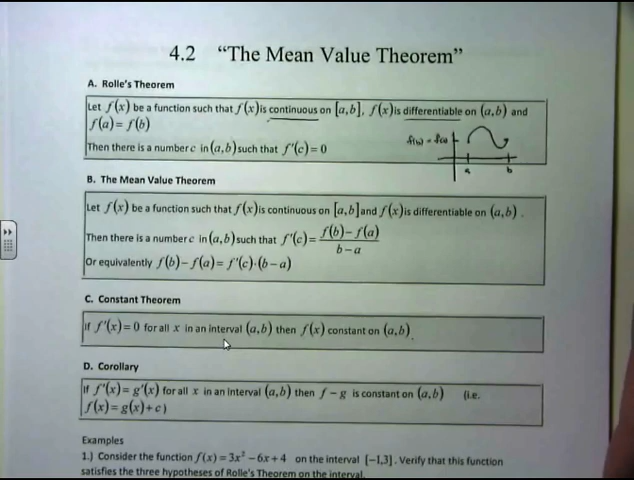 4.2 "The Mean Value Theorem"
A. Rolle's Theorem
Let f(x) be a function such that f(x) is continuous on [a,b], f(x) is differentiable on (a,b) and
f(a) = f(b)
f(a) = f(b)
Then there is a number c in (a,b) such that f'(c) = 0
a b
B. The Mean Value Theorem
Let f(x) be a function such that f(x) is continuous on [a,b] and f(x) is differentiable on (a,b).
Then there is a number c in (a,b) such that f'(c) = f(b)−f(a) / b−a
Or equivalently f(b)−f(a) = f'(c)·(b−a)
C. Constant Theorem
If f'(x) = 0 for all x in an interval (a,b) then f(x) constant on (a,b).
D. Corollary
If f'(x) = g'(x) for all x in an interval (a,b) then f − g is constant on (a,b) (i.e.
f(x) = g(x)+c)
Examples
1.) Consider the function f(x) = 3x² − 6x + 4 on the interval [−1,3]. Verify that this function
satisfies the three hypotheses of Rolle's Theorem on the interval.